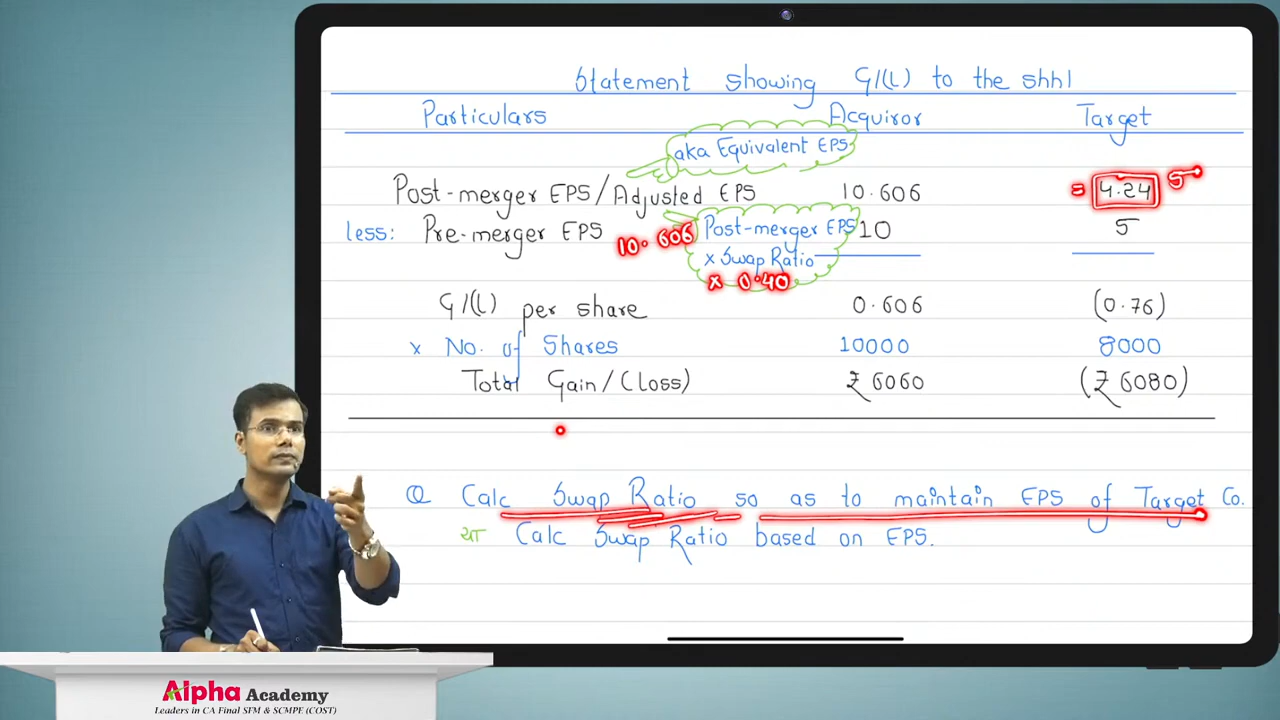 Statement showing G/(L) to the shhl
Particulars Acquiror Target
aka Equivalent EPS
Post-merger EPS/Adjusted EPS 10.606 = 4.24 5
less: Pre-merger EPS 10 5
10.606 Post-merger EPS
x Swap Ratio
x 0.40
G/(L) per share 0.606 (0.76)
x No. of Shares 10000 8000
Total Gain/(Loss) ₹6060 (₹6080)
Q Calc Swap Ratio so as to maintain EPS of Target Co.
या Calc Swap Ratio based on EPS.
Alpha Academy
Leaders in CA Final SFM & SCMPE (COST)